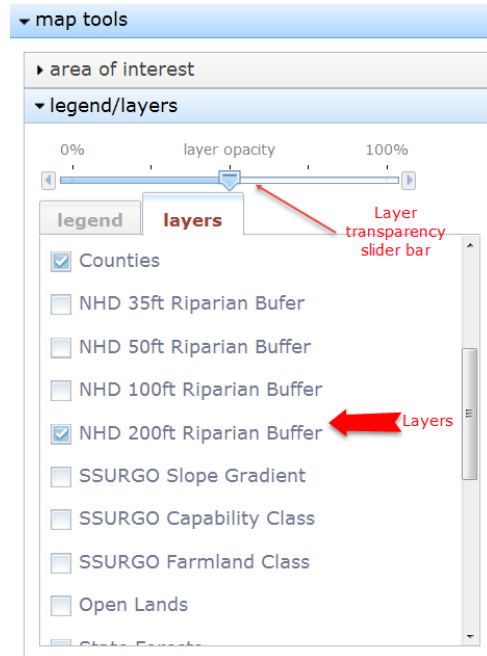 map tools
area of interest
legend/layers
0% layer opacity 100%
legend layers
Layer
transparency
slider bar
Counties
NHD 35ft Riparian Bufer
NHD 50ft Riparian Buffer
NHD 100ft Riparian Buffer
NHD 200ft Riparian Buffer
Layers
SSURGO Slope Gradient
SSURGO Capability Class
SSURGO Farmland Class
Open Lands
State Forests